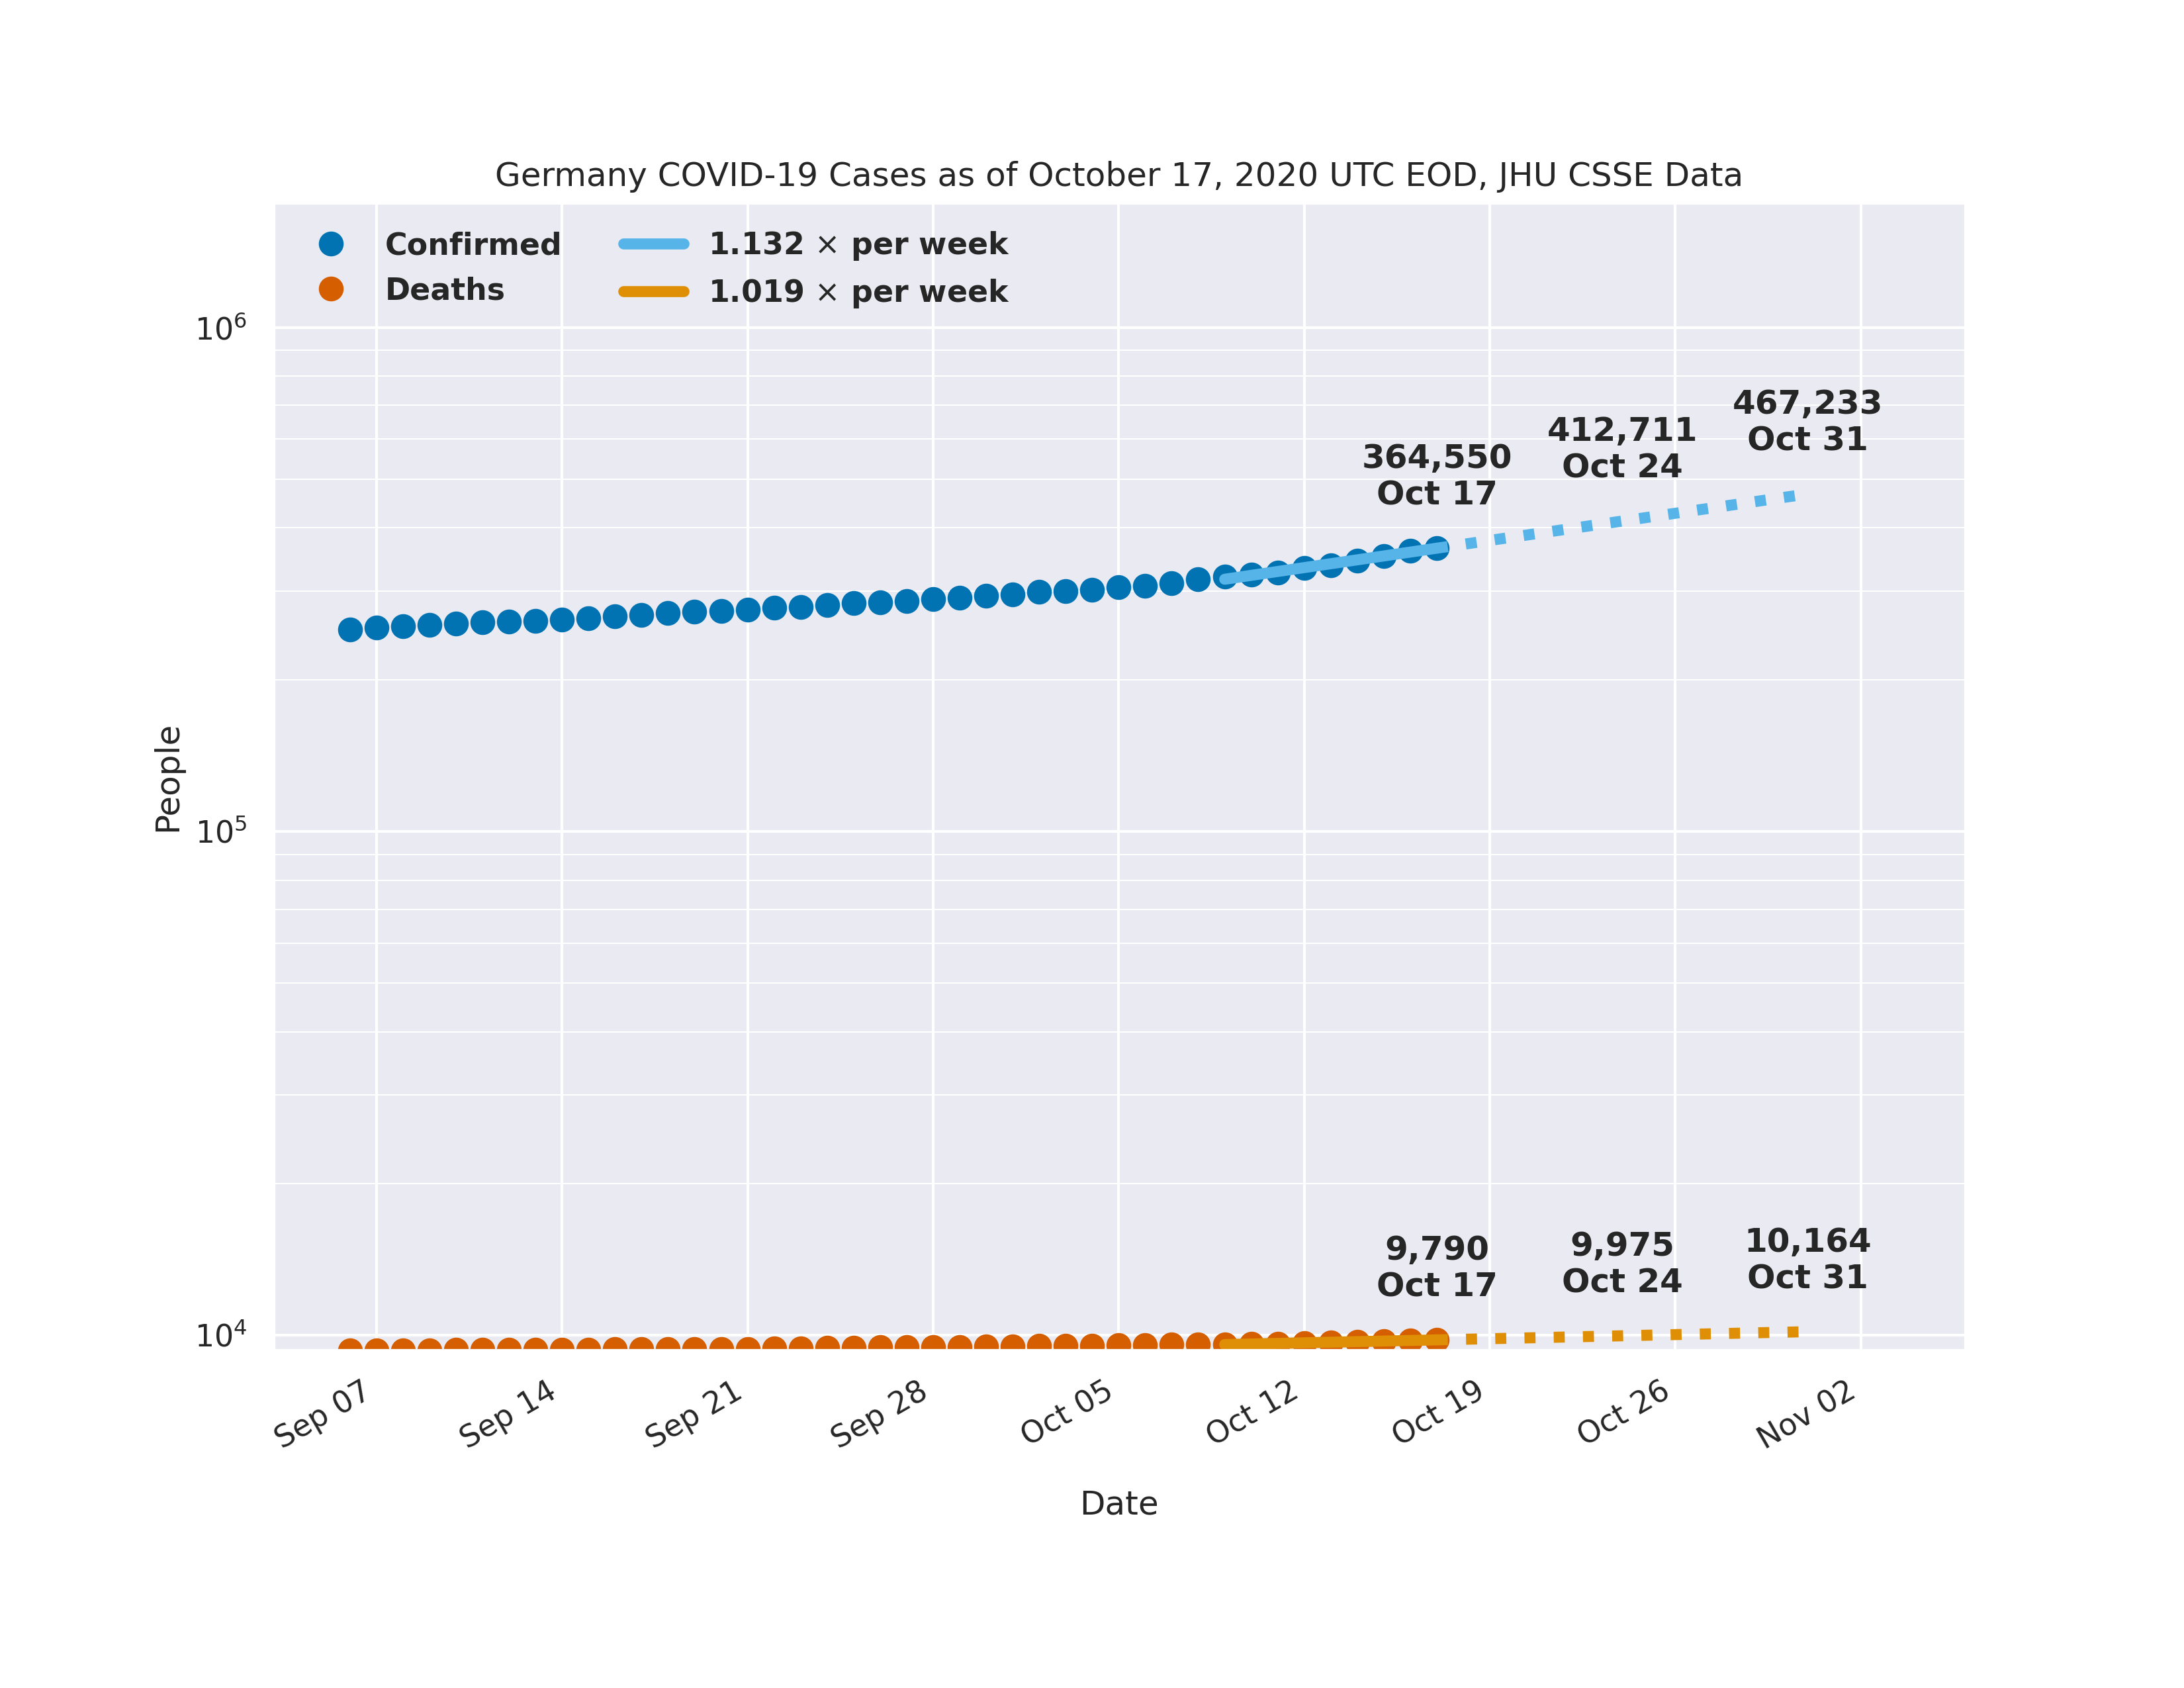 Germany COVID-19 Cases as of October 17, 2020 UTC EOD, JHU CSSE Data
Confirmed
Deaths
1.132 × per week
1.019 × per week
10⁶
10⁵
10⁴
People
364,550
Oct 17
412,711
Oct 24
467,233
Oct 31
9,790
Oct 17
9,975
Oct 24
10,164
Oct 31
Sep 07
Sep 14
Sep 21
Sep 28
Oct 05
Oct 12
Oct 19
Oct 26
Nov 02
Date